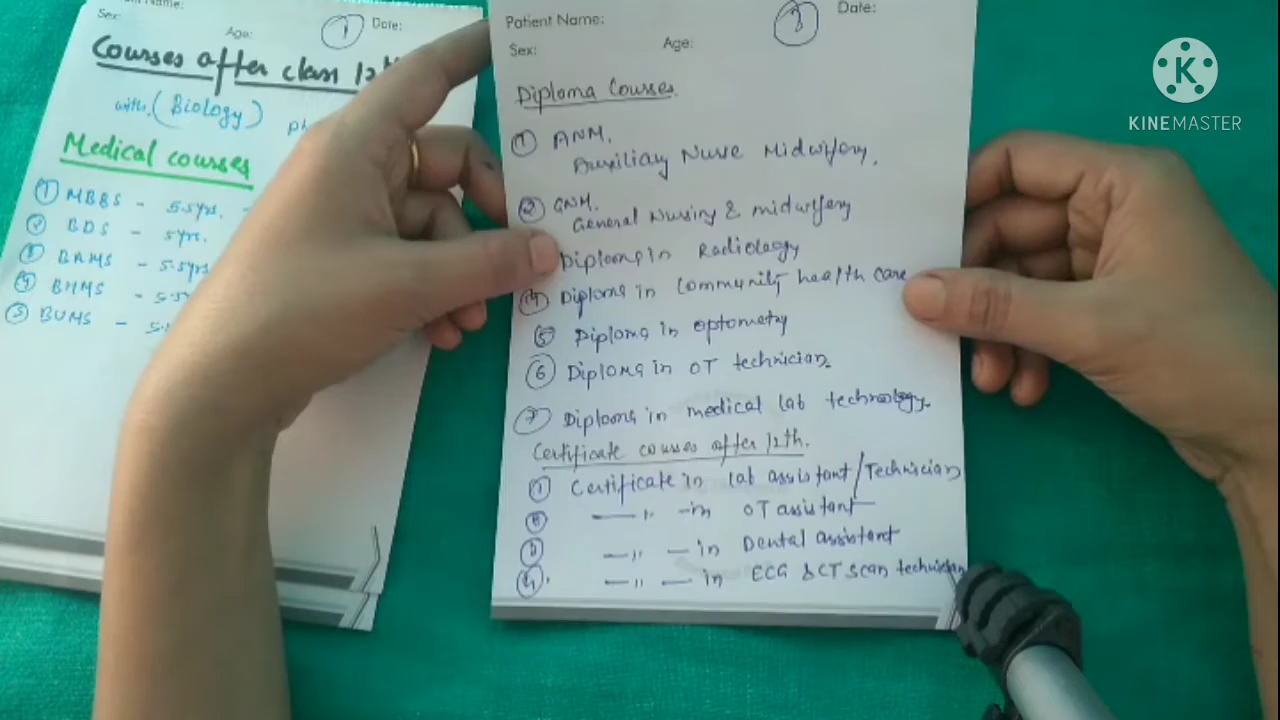 Sex:
Age:
1
Date:
Courses after class 12th
with (Biology)
Medical courses
1 MBBS - 5.5yrs.
2 BDS - 5yrs.
3 BAMS - 5.5yrs
4 BHMS - 5.5
5 BUMS - 5.
Patient Name:
3
Date:
Sex:
Age:
Diploma Courses.
1 ANM.
Auxiliary Nurse Midwifery.
2 GNM.
General Nursing & midwifery
Diploma in Radiology
4 Diploma in community health care
5 Diploma in optometry
6 Diploma in OT technician.
7 Diploma in medical lab technology.
Certificate courses after 12th.
1 Certificate in lab assistant/Technician
—〃 —in OT assistant
—〃 —in Dental assistant
4. —〃 — in ECG & CT scan technician
K
KINEMASTER